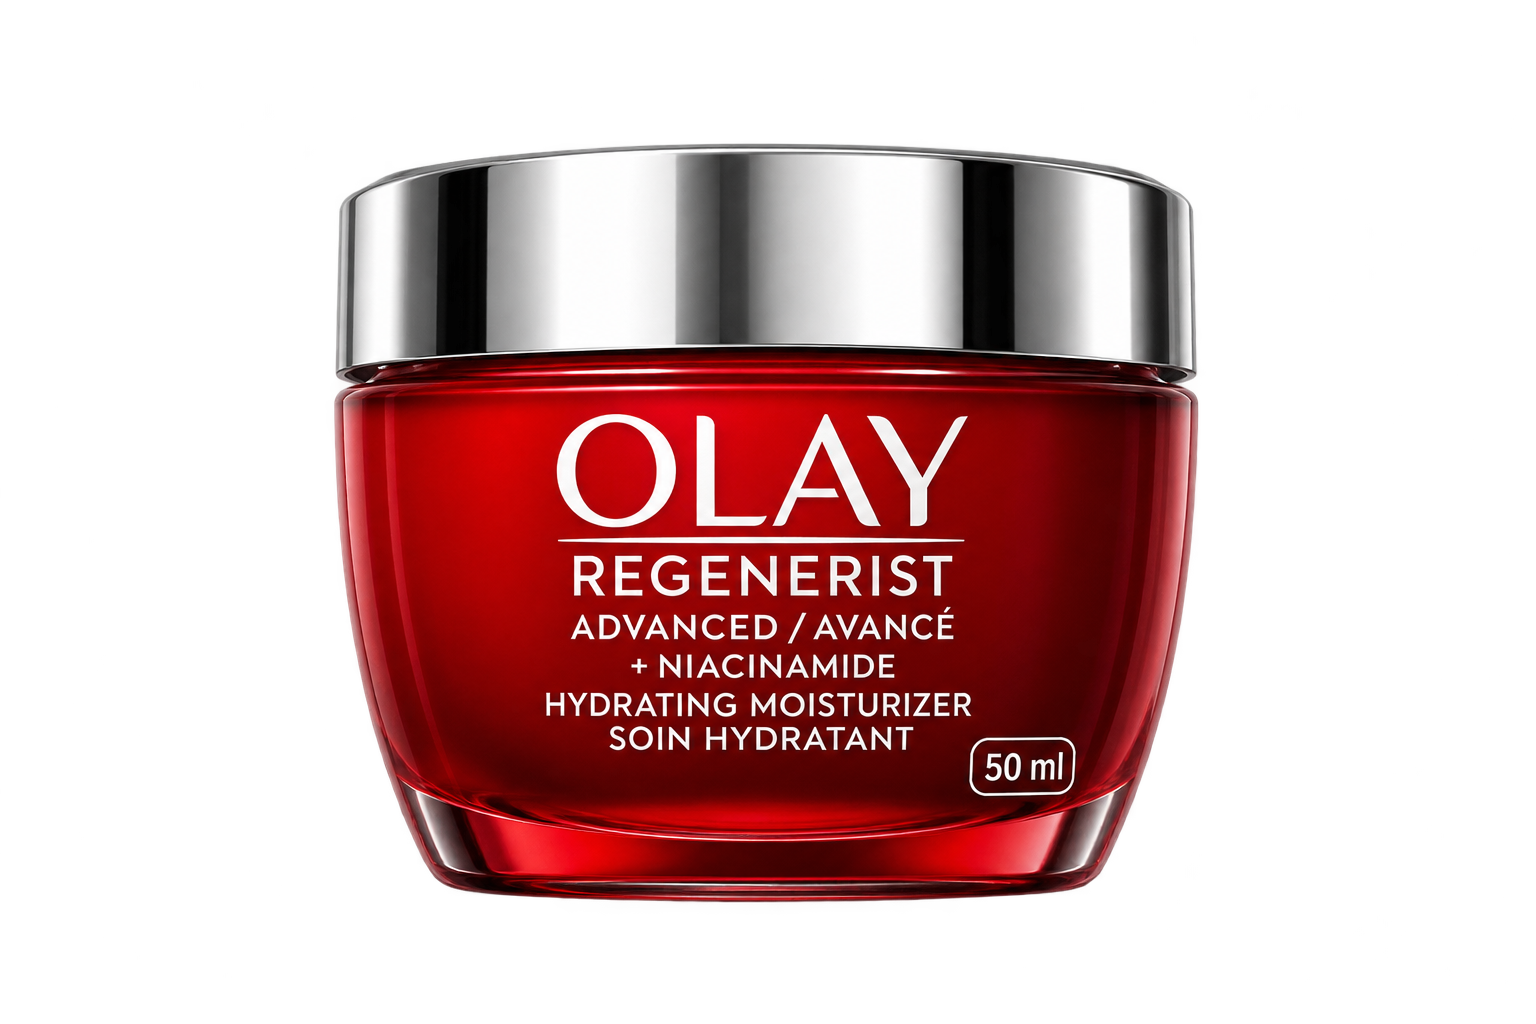 OLAY
REGENERIST
ADVANCED / AVANCÉ
+ NIACINAMIDE
HYDRATING MOISTURIZER
SOIN HYDRATANT
50 ml